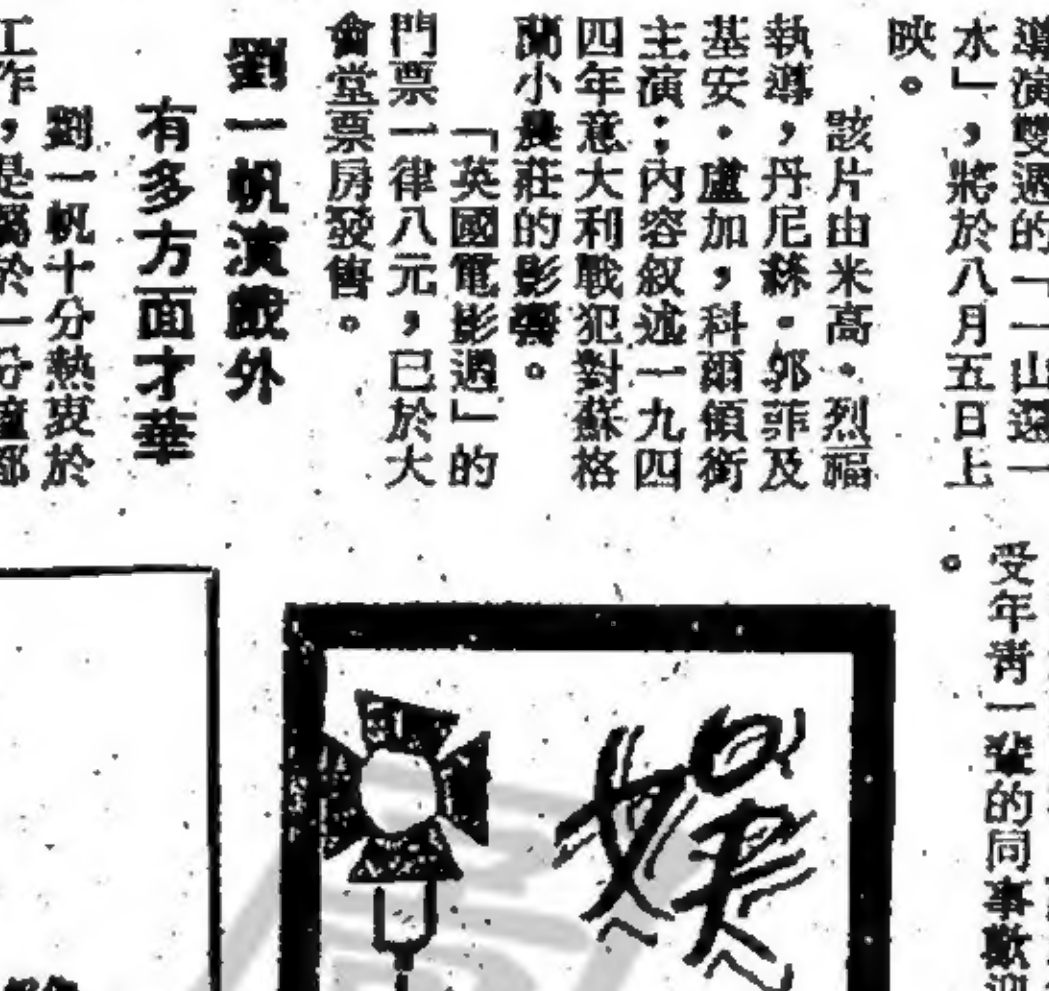 導演雙週的「一山還一
水」，將於八月五日上
映。
該片由米高·烈福
執導，丹尼絲·郭菲及
基安·盧加，科爾領銜
主演；內容叙述一九四
四年意大利戰犯對蘇格
蘭小農莊的影響。
「英國電影週」的
門票一律八元，已於大
會堂票房發售。
劉一帆演戲外
有多方面才華
劉一帆十分熱衷於
工作，是屬於一
受年青一輩的同事歡迎
。
娛